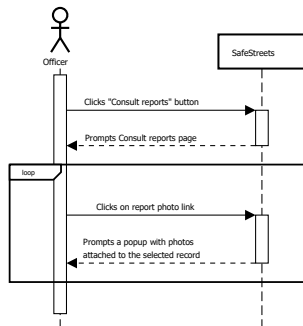 Officer
SafeStreets
Clicks "Consult reports" button
Prompts Consult reports page
loop
Clicks on report photo link
Prompts a popup with photos
attached to the selected record